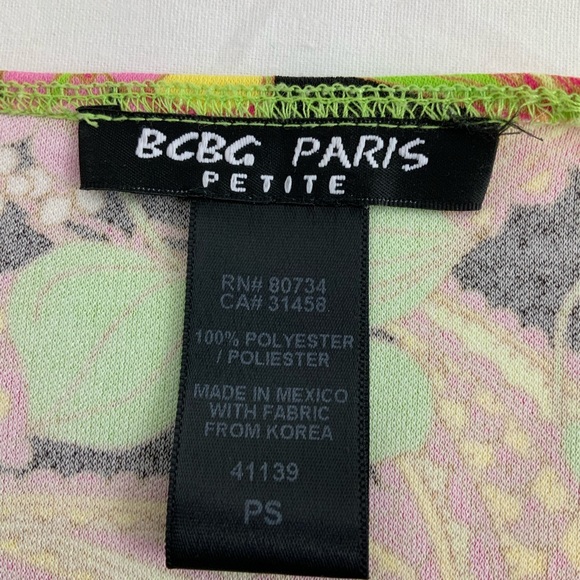 BCBG PARIS
PETITE
RN# 80734
CA# 31458
100% POLYESTER
/ POLIESTER
MADE IN MEXICO
WITH FABRIC
FROM KOREA
41139
PS